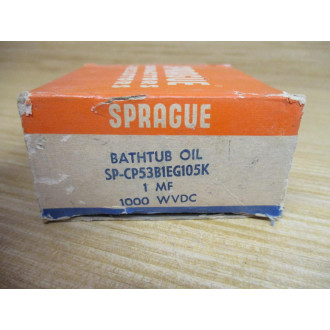 SPRAGUE
BATHTUB OIL
SP-CP53B1EG105K
1 MF
1000 WVDC